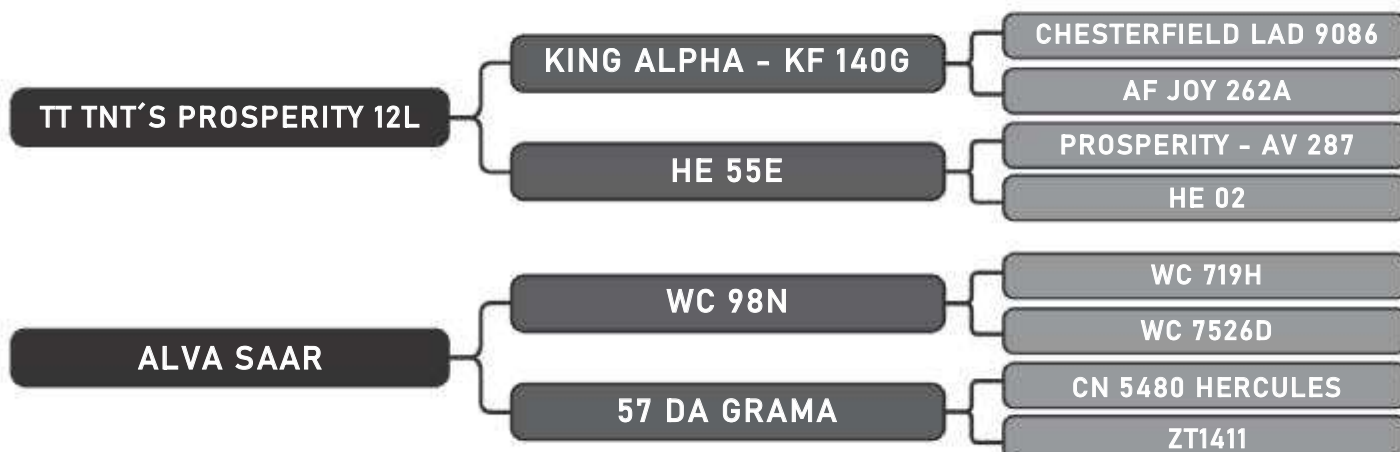 TT TNT´S PROSPERITY 12L
KING ALPHA - KF 140G
CHESTERFIELD LAD 9086
AF JOY 262A
HE 55E
PROSPERITY - AV 287
HE 02
ALVA SAAR
WC 98N
WC 719H
WC 7526D
57 DA GRAMA
CN 5480 HERCULES
ZT1411